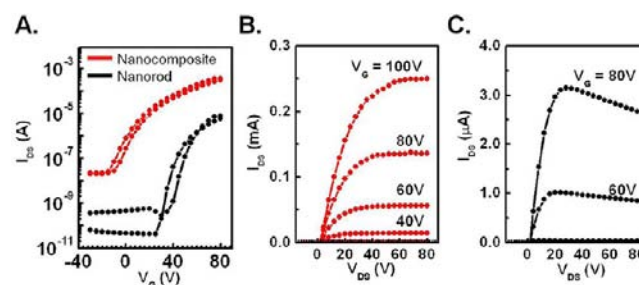 A.
Nanocomposite
Nanorod
I_DS (A)
10^-3
10^-5
10^-7
10^-9
10^-11
-40
0
40
80
V_G (V)
B.
V_G = 100V
80V
60V
40V
I_DS (mA)
0.3
0.2
0.1
0.0
0
20
40
60
80
V_DS (V)
C.
V_G = 80V
60V
I_DS (μA)
4.0
3.0
2.0
1.0
0.0
0
20
40
60
80
V_DS (V)